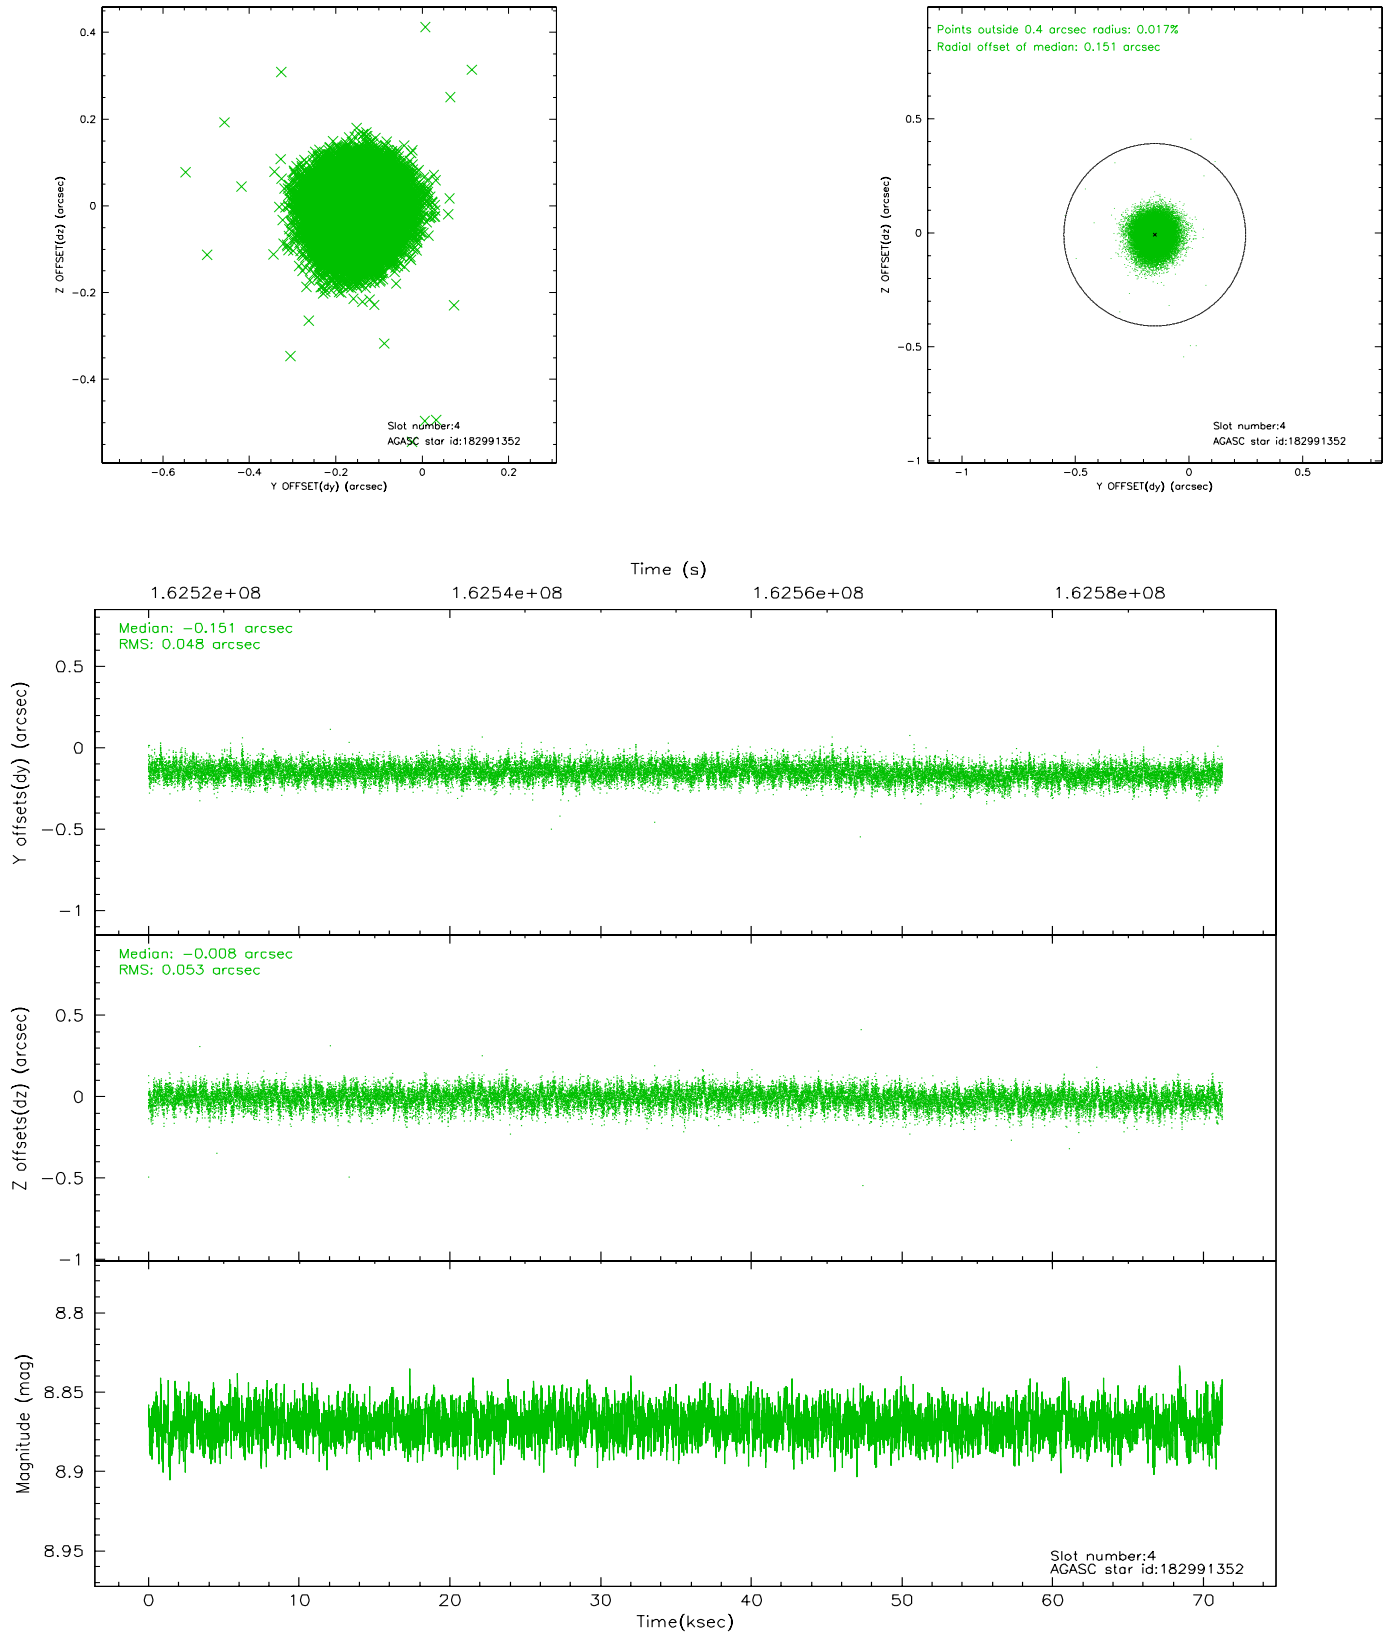 0.4
0.2
0
-0.2
-0.4
Z OFFSET(dz) (arcsec)
Slot number:4
AGASC star id:182991352
-0.6 -0.4 -0.2 0 0.2
Y OFFSET(dy) (arcsec)
Points outside 0.4 arcsec radius: 0.017%
Radial offset of median: 0.151 arcsec
0.5
0
-0.5
-1
Z OFFSET(dz) (arcsec)
Slot number:4
AGASC star id:182991352
-1 -0.5 0 0.5
Y OFFSET(dy) (arcsec)
Time (s)
1.6252e+08 1.6254e+08 1.6256e+08 1.6258e+08
Median: -0.151 arcsec
RMS: 0.048 arcsec
0.5
0
-0.5
-1
Y offsets(dy) (arcsec)
Median: -0.008 arcsec
RMS: 0.053 arcsec
0.5
0
-0.5
-1
Z offsets(dz) (arcsec)
8.8
8.85
8.9
8.95
Magnitude (mag)
Slot number:4
AGASC star id:182991352
0 10 20 30 40 50 60 70
Time(ksec)